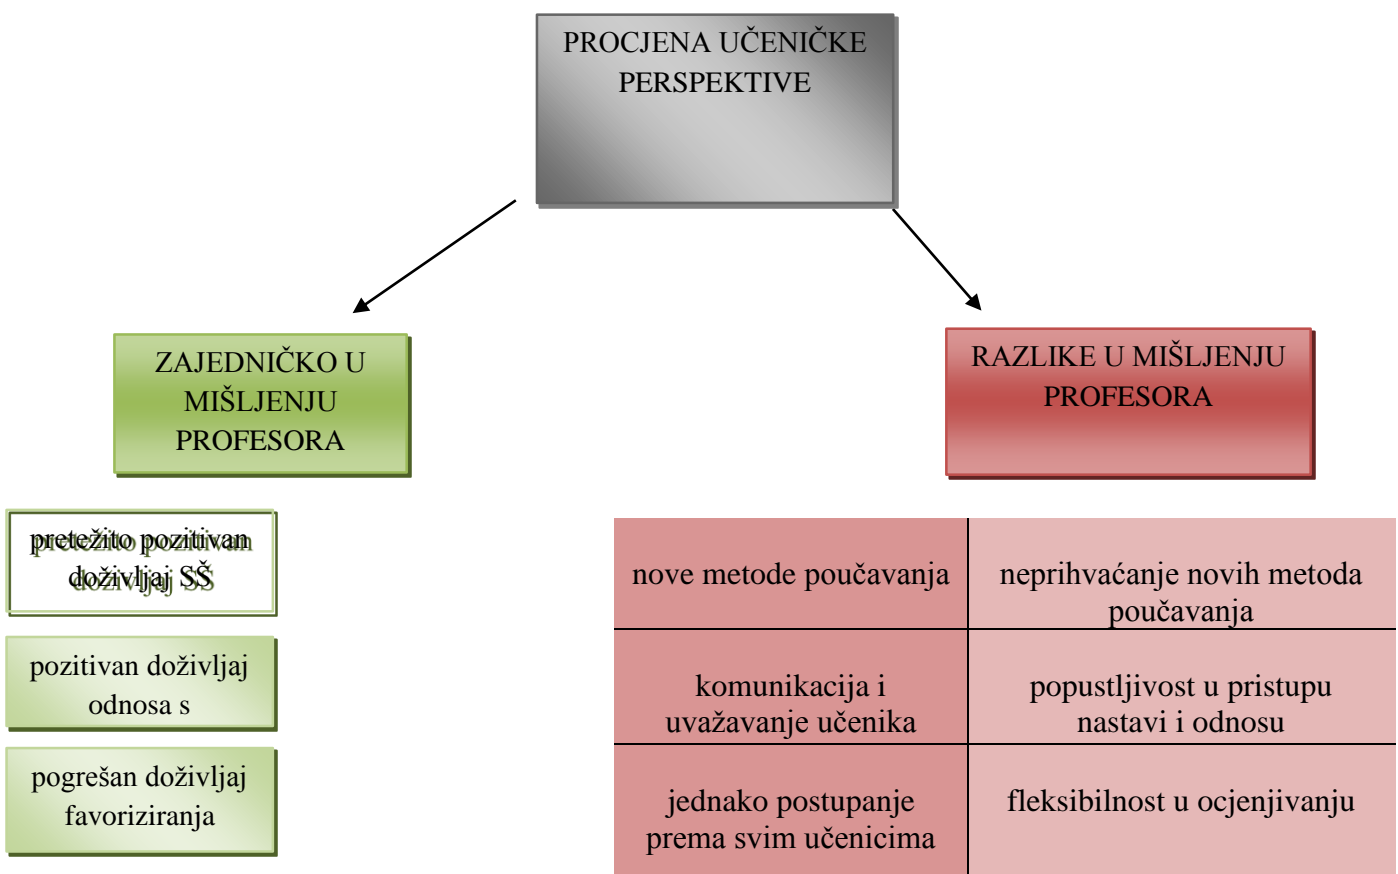 PROCJENA UČENIČKE
PERSPEKTIVE
ZAJEDNIČKO U
MIŠLJENJU
PROFESORA
RAZLIKE U MIŠLJENJU
PROFESORA
pretežito pozitivan
doživljaj SŠ
pozitivan doživljaj
odnosa s
pogrešan doživljaj
favoriziranja
nove metode poučavanja
neprihvaćanje novih metoda
poučavanja
komunikacija i
uvažavanje učenika
popustljivost u pristupu
nastavi i odnosu
jednako postupanje
prema svim učenicima
fleksibilnost u ocjenjivanju